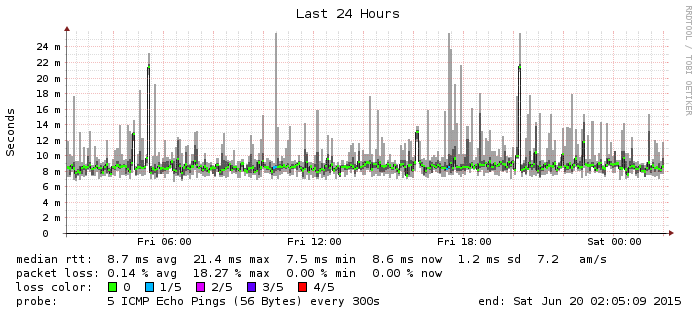 Last 24 Hours
RRDTOOL / TOBI OETIKER
Seconds
24 m
22 m
20 m
18 m
16 m
14 m
12 m
10 m
8 m
6 m
4 m
2 m
0
Fri 06:00 Fri 12:00 Fri 18:00 Sat 00:00
median rtt: 8.7 ms avg 21.4 ms max 7.5 ms min 8.6 ms now 1.2 ms sd 7.2 am/s
packet loss: 0.14 % avg 18.27 % max 0.00 % min 0.00 % now
loss color: 0 1/5 2/5 3/5 4/5
probe: 5 ICMP Echo Pings (56 Bytes) every 300s end: Sat Jun 20 02:05:09 2015